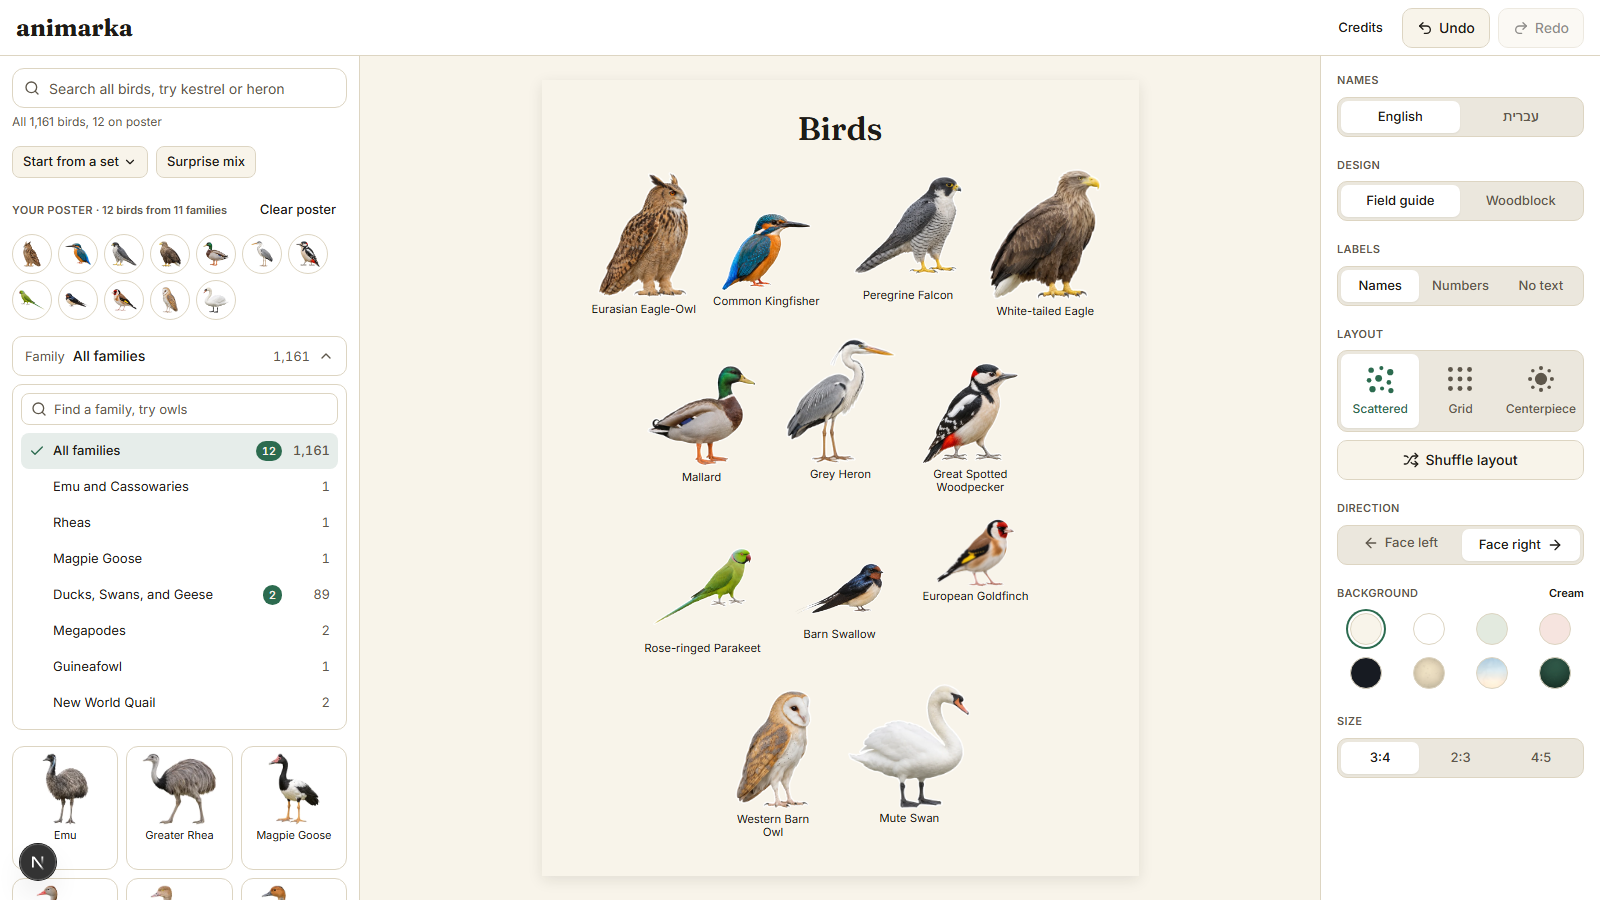 animarka
Credits
Undo
Redo
Search all birds, try kestrel or heron
All 1,161 birds, 12 on poster
Start from a set
Surprise mix
YOUR POSTER · 12 birds from 11 families
Clear poster
Family All families 1,161
Find a family, try owls
All families 12 1,161
Emu and Cassowaries 1
Rheas 1
Magpie Goose 1
Ducks, Swans, and Geese 2 89
Megapodes 2
Guineafowl 1
New World Quail 2
Emu
Greater Rhea
Magpie Goose
N
Birds
Eurasian Eagle-Owl
Common Kingfisher
Peregrine Falcon
White-tailed Eagle
Mallard
Grey Heron
Great Spotted
Woodpecker
Rose-ringed Parakeet
Barn Swallow
European Goldfinch
Western Barn
Owl
Mute Swan
NAMES
English
עברית
DESIGN
Field guide
Woodblock
LABELS
Names
Numbers
No text
LAYOUT
Scattered
Grid
Centerpiece
Shuffle layout
DIRECTION
Face left
Face right
BACKGROUND
Cream
SIZE
3:4
2:3
4:5